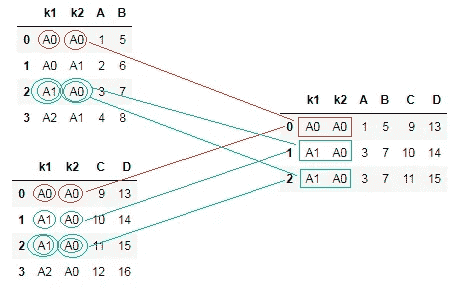 k1 k2 A B
0 A0 A0 1 5
1 A0 A1 2 6
2 A1 A0 3 7
3 A2 A1 4 8
k1 k2 C D
0 A0 A0 9 13
1 A1 A0 10 14
2 A1 A0 11 15
3 A2 A0 12 16
k1 k2 A B C D
0 A0 A0 1 5 9 13
1 A1 A0 3 7 10 14
2 A1 A0 3 7 11 15